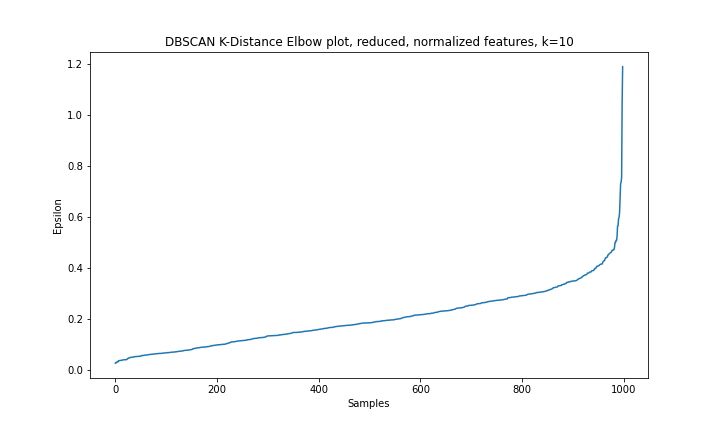 DBSCAN K-Distance Elbow plot, reduced, normalized features, k=10
1.2
1.0
0.8
0.6
0.4
0.2
0.0
Epsilon
0 200 400 600 800 1000
Samples